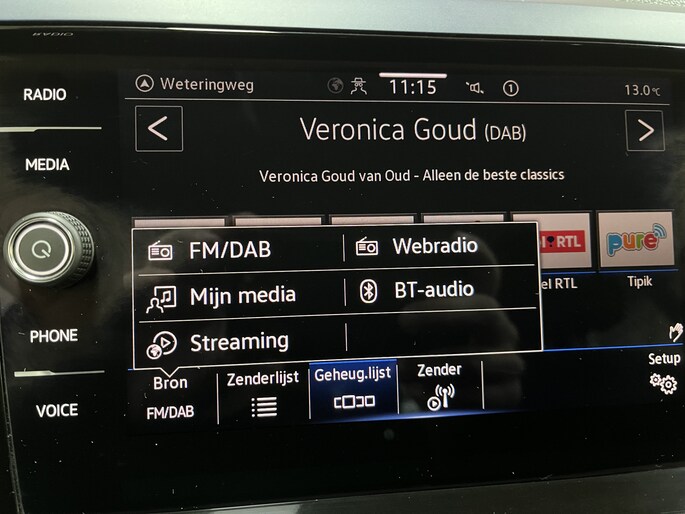 RADIO
MEDIA
PHONE
VOICE
Weteringweg
11:15
1
13.0°C
<
Veronica Goud (DAB)
>
Veronica Goud van Oud - Alleen de beste classics
RTL
pure
el RTL
Tipik
FM/DAB
Webradio
Mijn media
BT-audio
Streaming
Bron
FM/DAB
Zenderlijst
Geheug.lijst
Zender
Setup